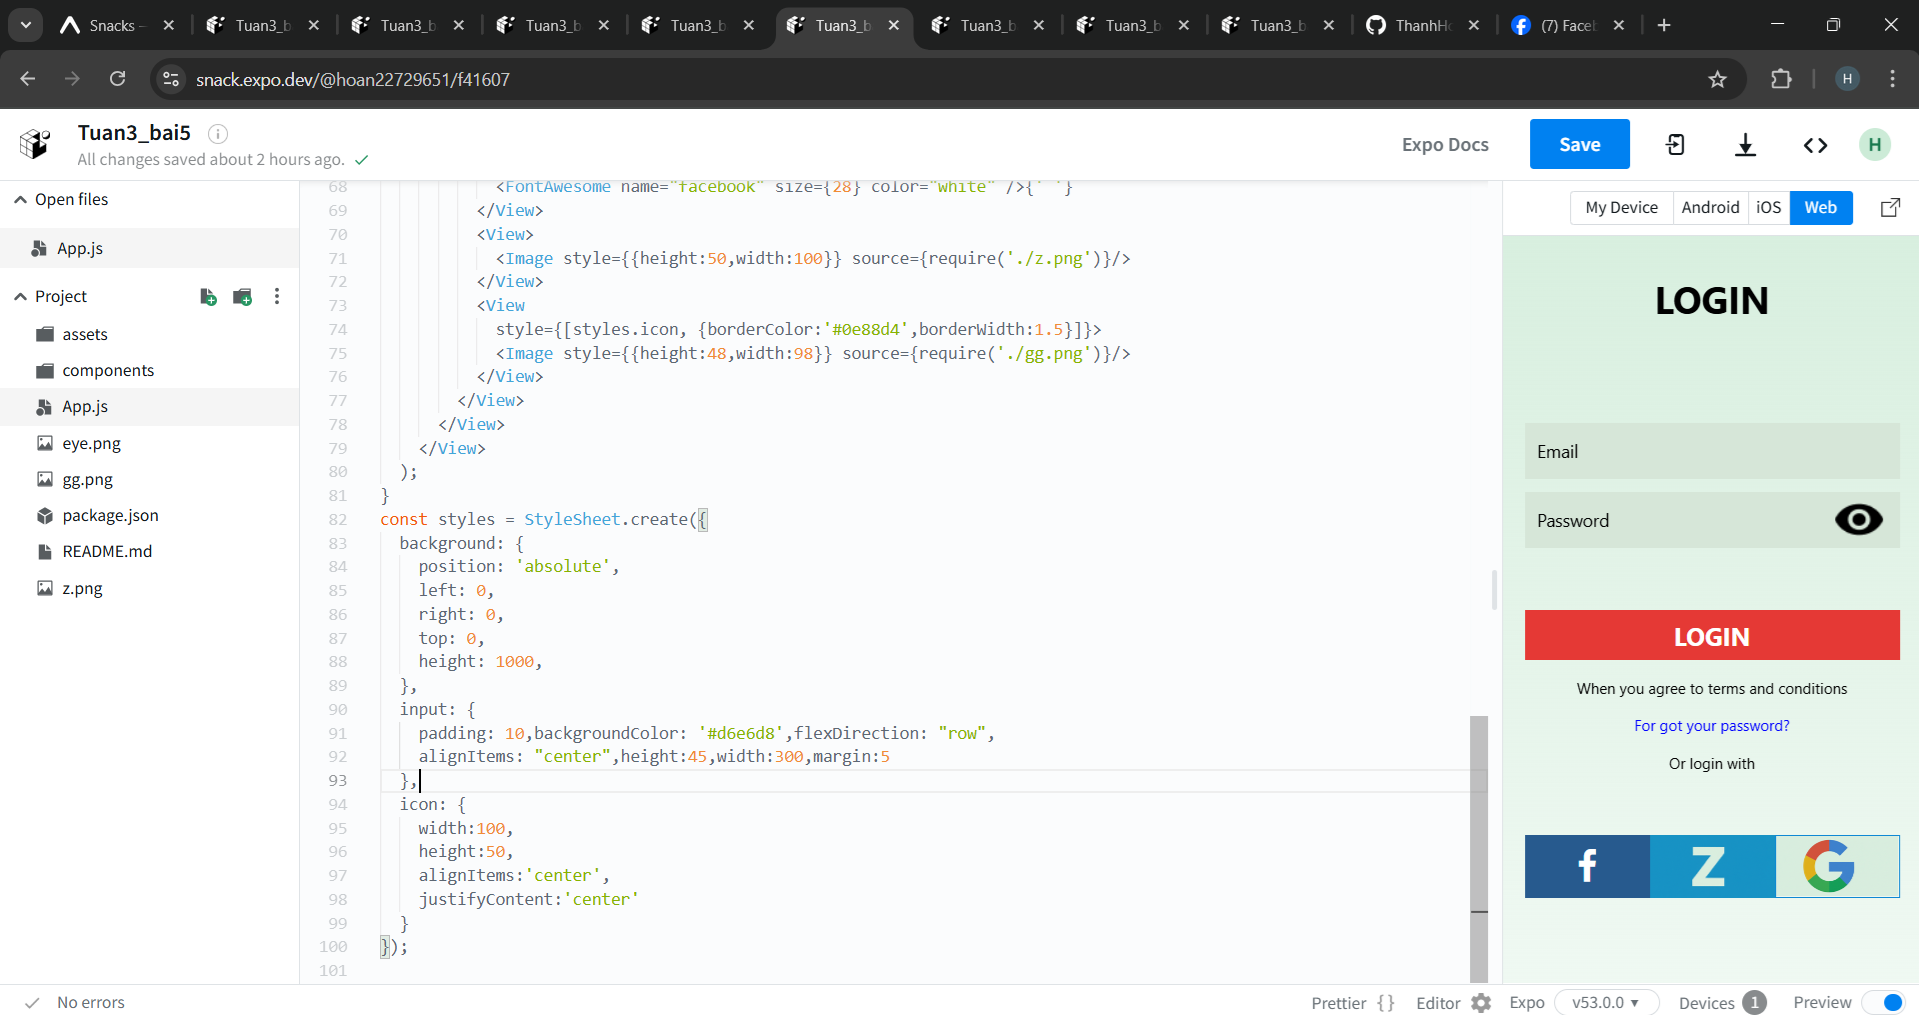 Snacks –
Tuan3_b
Tuan3_b
Tuan3_b
Tuan3_b
Tuan3_b
Tuan3_b
Tuan3_b
Tuan3_b
ThanhHo
(7) Faceb
snack.expo.dev/@hoan22729651/f41607
H
Tuan3_bai5
All changes saved about 2 hours ago.
Expo Docs
Save
H
Open files
App.js
Project
assets
components
App.js
eye.png
gg.png
package.json
README.md
z.png
68 <FontAwesome name="facebook" size={28} color="white" />{' '}
69 </View>
70 <View>
71 <Image style={{height:50,width:100}} source={require('./z.png')}/>
72 </View>
73 <View
74 style={[styles.icon, {borderColor:'#0e88d4',borderWidth:1.5}]}>
75 <Image style={{height:48,width:98}} source={require('./gg.png')}/>
76 </View>
77 </View>
78 </View>
79 </View>
80 );
81 }
82 const styles = StyleSheet.create({
83 background: {
84 position: 'absolute',
85 left: 0,
86 right: 0,
87 top: 0,
88 height: 1000,
89 },
90 input: {
91 padding: 10,backgroundColor: '#d6e6d8',flexDirection: "row",
92 alignItems: "center",height:45,width:300,margin:5
93 },
94 icon: {
95 width:100,
96 height:50,
97 alignItems:'center',
98 justifyContent:'center'
99 }
100 });
101
My Device
Android
iOS
Web
LOGIN
Email
Password
LOGIN
When you agree to terms and conditions
For got your password?
Or login with
f
Z
G
No errors
Prettier {}
Editor
Expo
v53.0.0
Devices 1
Preview